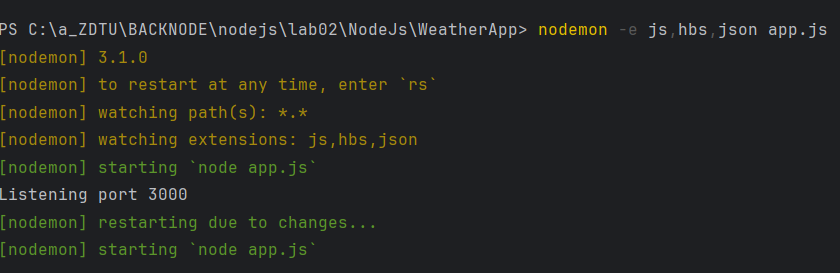 PS C:\a_ZDTU\BACKNODE\nodejs\lab02\NodeJs\WeatherApp> nodemon -e js,hbs,json app.js
[nodemon] 3.1.0
[nodemon] to restart at any time, enter `rs`
[nodemon] watching path(s): *.*
[nodemon] watching extensions: js,hbs,json
[nodemon] starting `node app.js`
Listening port 3000
[nodemon] restarting due to changes...
[nodemon] starting `node app.js`